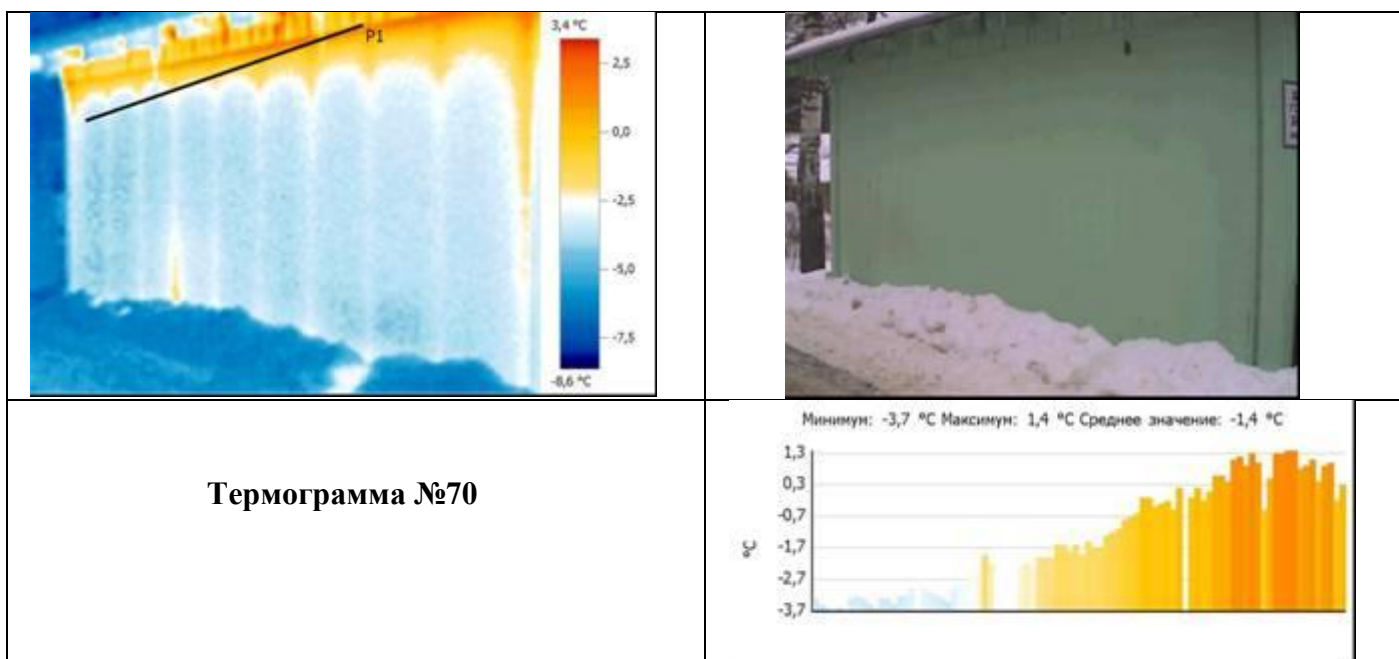 3,4 °C
P1
2,5
0,0
-2,5
-5,0
-7,5
-8,6 °C
Термограмма №70
Минимум: -3,7 °C Максимум: 1,4 °C Среднее значение: -1,4 °C
1,3
0,3
-0,7
-1,7
-2,7
-3,7
°C